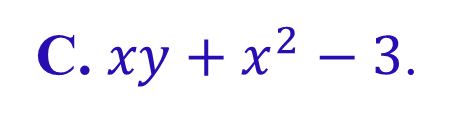 C. xy + x² − 3.